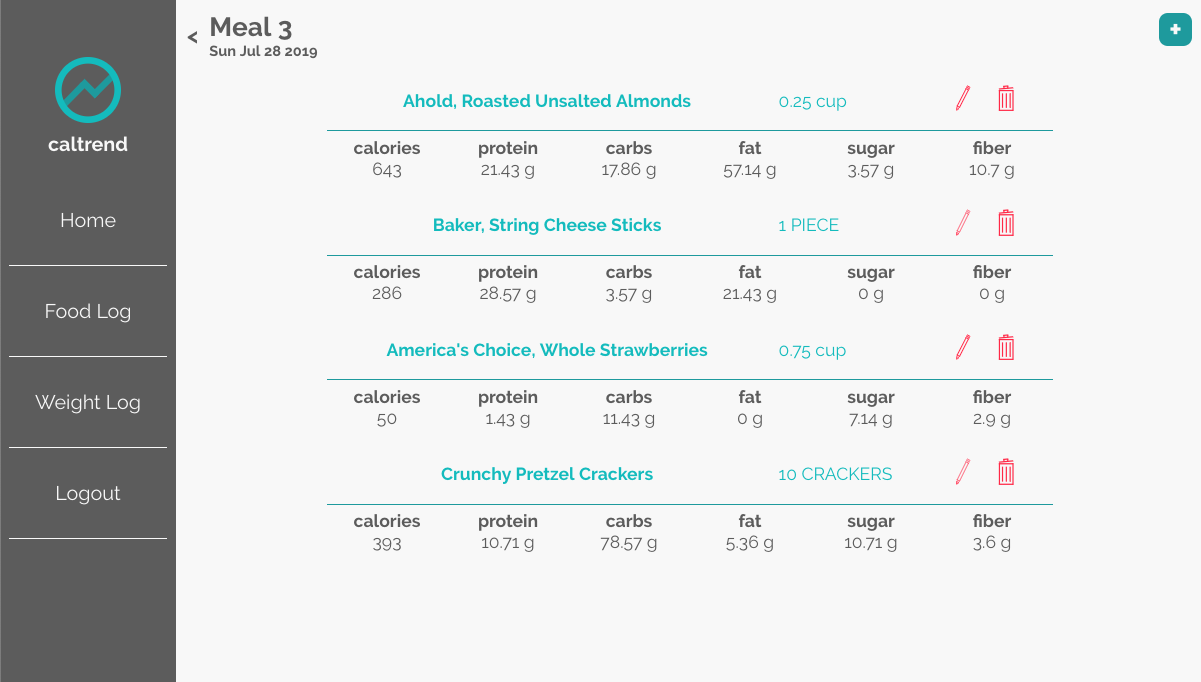 < Meal 3
Sun Jul 28 2019
+
caltrend
Home
Food Log
Weight Log
Logout
Ahold, Roasted Unsalted Almonds 0.25 cup
calories protein carbs fat sugar fiber
643 21.43 g 17.86 g 57.14 g 3.57 g 10.7 g
Baker, String Cheese Sticks 1 PIECE
calories protein carbs fat sugar fiber
286 28.57 g 3.57 g 21.43 g 0 g 0 g
America's Choice, Whole Strawberries 0.75 cup
calories protein carbs fat sugar fiber
50 1.43 g 11.43 g 0 g 7.14 g 2.9 g
Crunchy Pretzel Crackers 10 CRACKERS
calories protein carbs fat sugar fiber
393 10.71 g 78.57 g 5.36 g 10.71 g 3.6 g